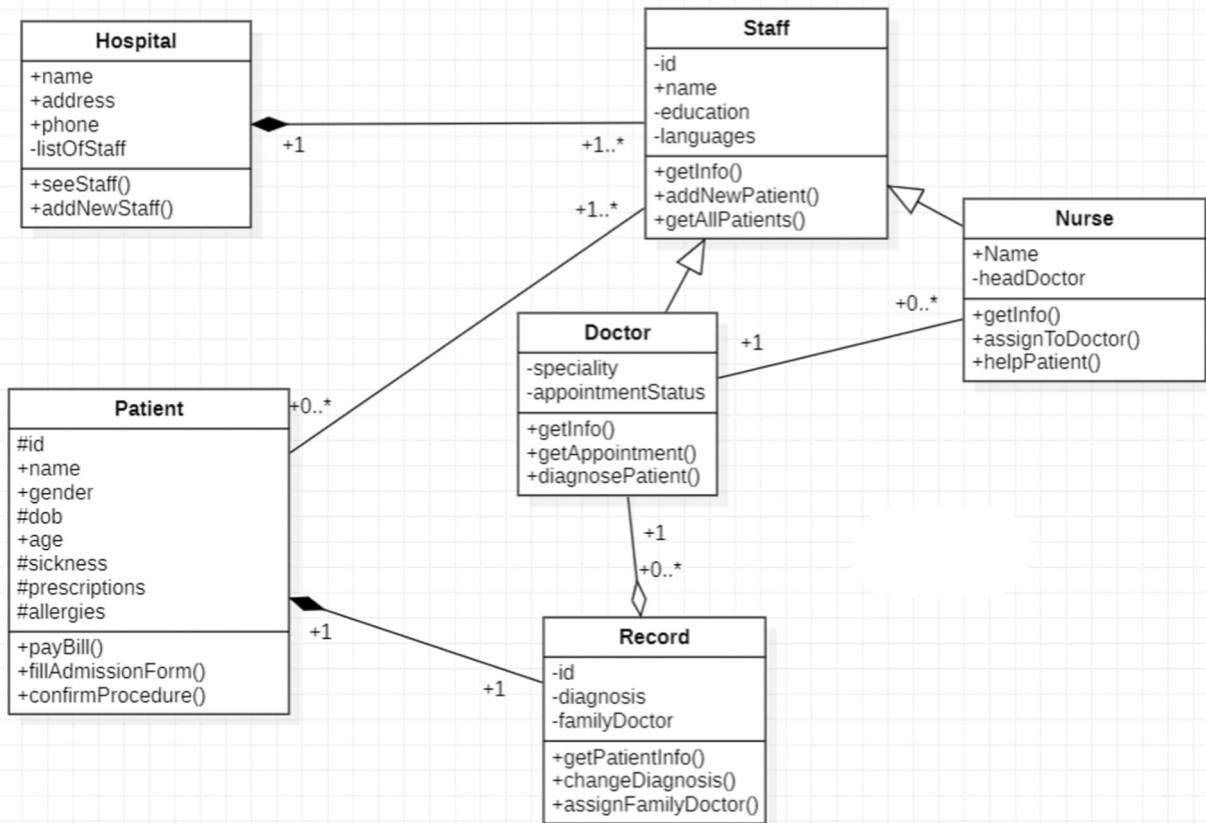 Hospital
+name
+address
+phone
-listOfStaff
+seeStaff()
+addNewStaff()
+1
+1..*
Staff
-id
+name
-education
-languages
+getInfo()
+addNewPatient()
+getAllPatients()
+1..*
Nurse
+Name
-headDoctor
+getInfo()
+assignToDoctor()
+helpPatient()
+0..*
+1
Doctor
-speciality
-appointmentStatus
+getInfo()
+getAppointment()
+diagnosePatient()
+0..*
Patient
#id
+name
+gender
#dob
+age
#sickness
#prescriptions
#allergies
+payBill()
+fillAdmissionForm()
+confirmProcedure()
+1
+1
+1
+0..*
Record
-id
-diagnosis
-familyDoctor
+getPatientInfo()
+changeDiagnosis()
+assignFamilyDoctor()